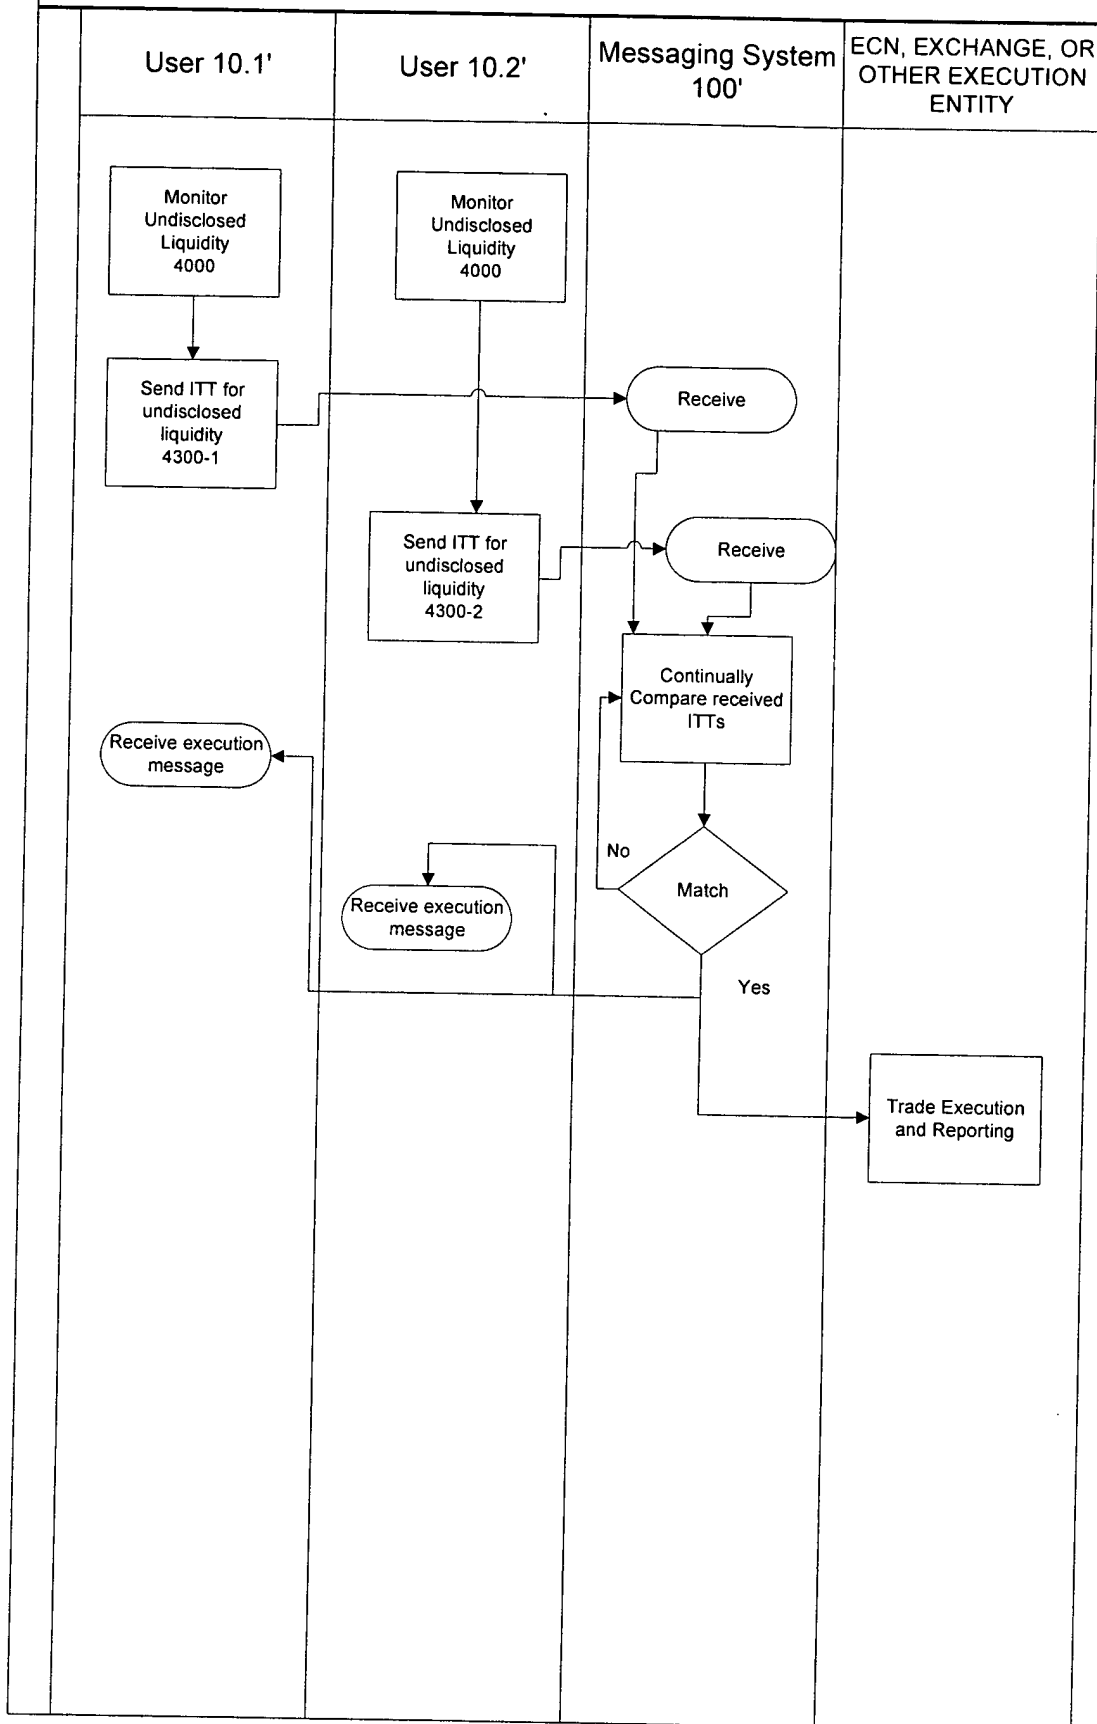 User 10.1'
User 10.2'
Messaging System
100'
ECN, EXCHANGE, OR
OTHER EXECUTION
ENTITY
Monitor
Undisclosed
Liquidity
4000
Monitor
Undisclosed
Liquidity
4000
Send ITT for
undisclosed
liquidity
4300-1
Receive
Send ITT for
undisclosed
liquidity
4300-2
Receive
Continually
Compare received
ITTs
Receive execution
message
No
Match
Receive execution
message
Yes
Trade Execution
and Reporting